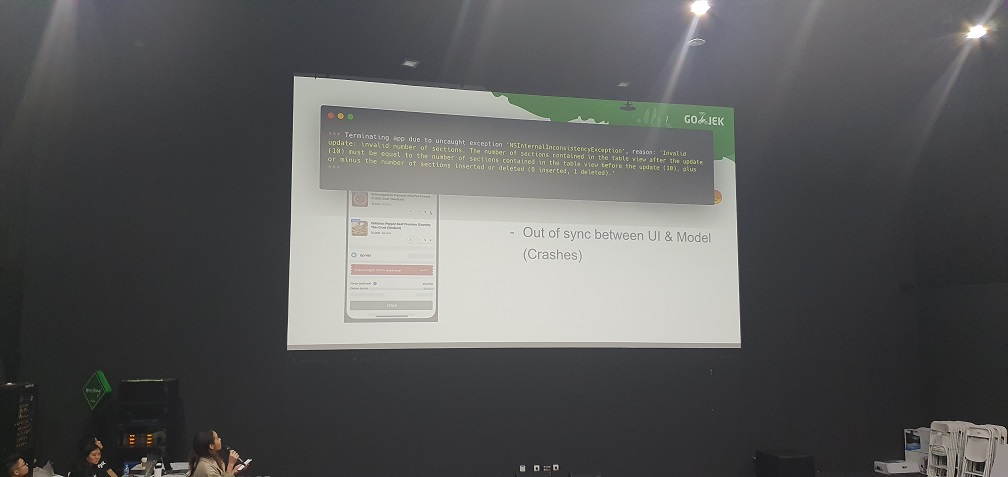 GOJEK
*** Terminating app due to uncaught exception 'NSInternalInconsistencyException', reason: 'Invalid
update: invalid number of sections. The number of sections contained in the table view after the update
(10) must be equal to the number of sections contained in the table view before the update (10), plus
or minus the number of sections inserted or deleted (0 inserted, 1 deleted).'
***
- Out of sync between UI & Model
(Crashes)